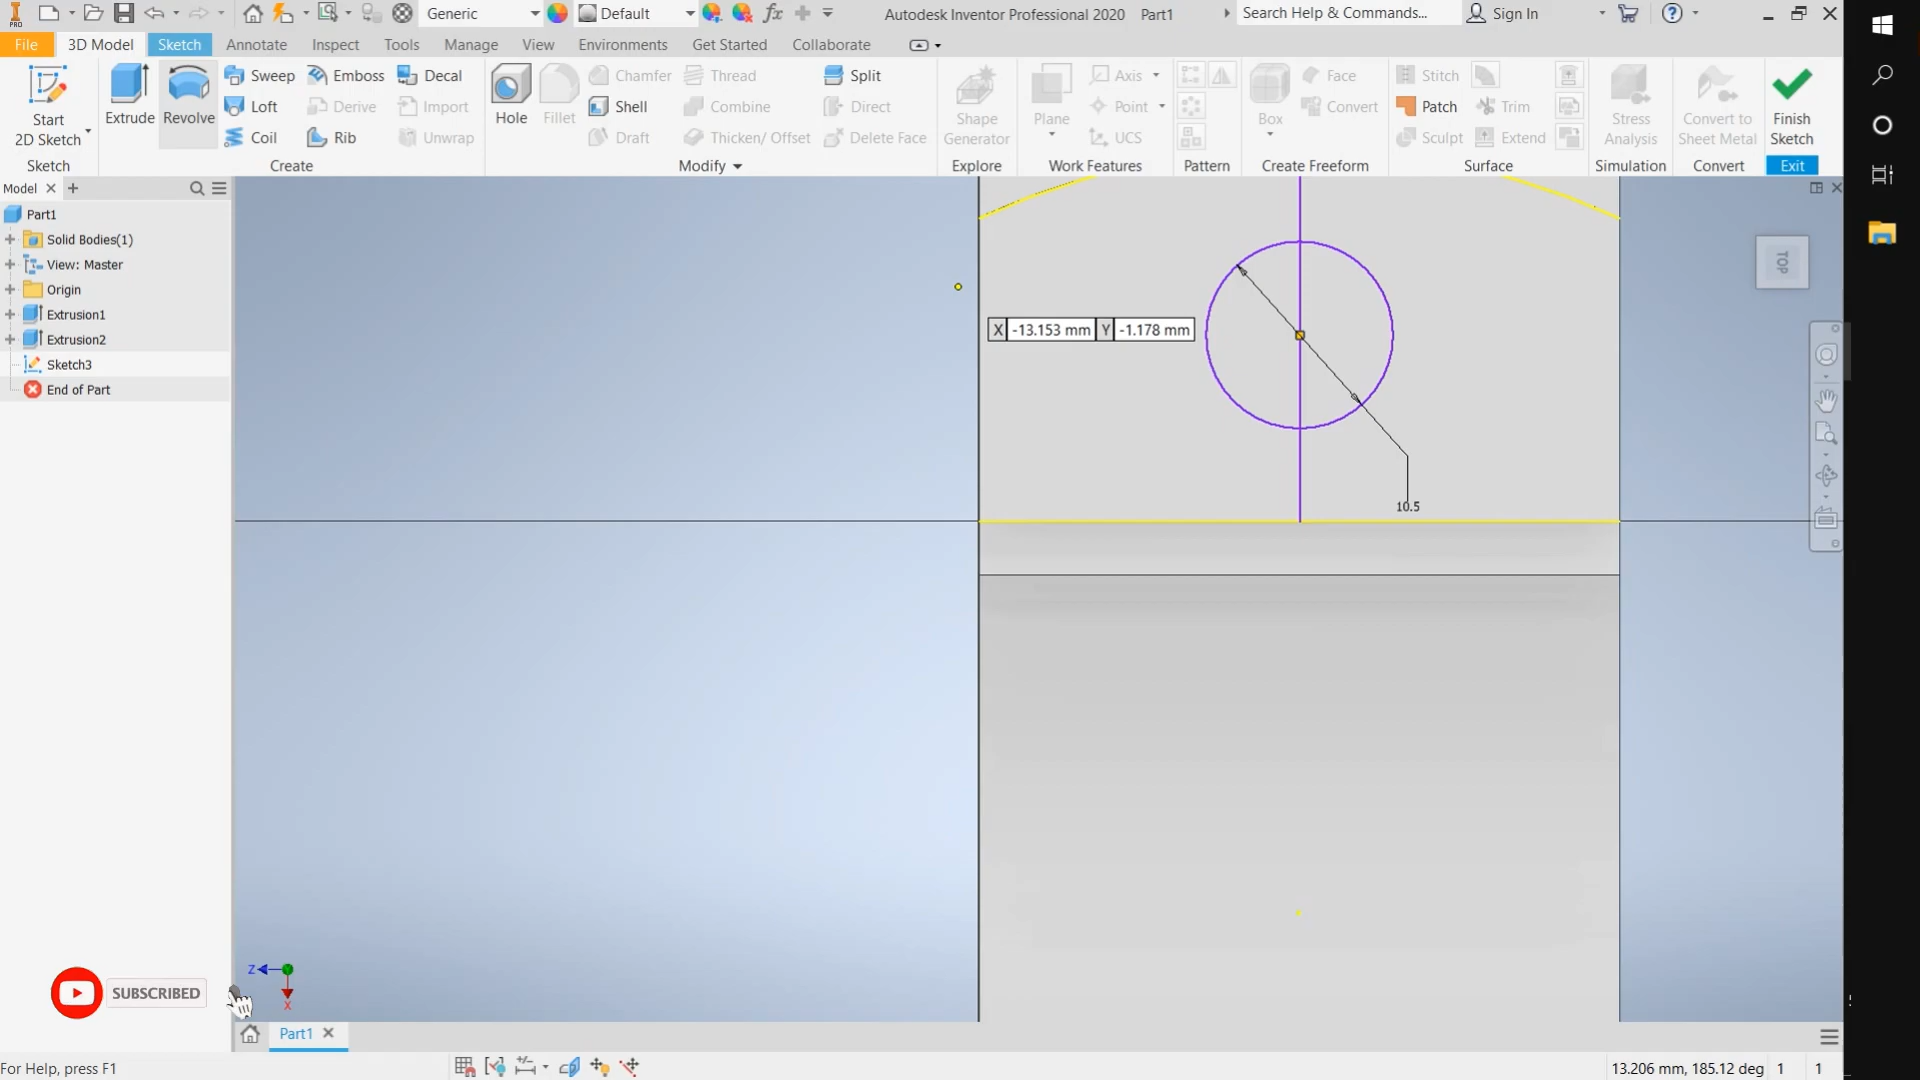 Generic
Default
Autodesk Inventor Professional 2020 Part1
Search Help & Commands...
Sign In
File
3D Model
Sketch
Annotate
Inspect
Tools
Manage
View
Environments
Get Started
Collaborate
Start
2D Sketch
Extrude
Revolve
Sweep
Loft
Coil
Emboss
Derive
Rib
Decal
Import
Unwrap
Hole
Fillet
Chamfer
Shell
Draft
Thread
Combine
Thicken/ Offset
Split
Direct
Delete Face
Shape
Generator
Plane
Axis
Point
UCS
Box
Face
Convert
Stitch
Patch
Sculpt
Trim
Extend
Stress
Analysis
Convert to
Sheet Metal
Finish
Sketch
Sketch
Create
Modify
Explore
Work Features
Pattern
Create Freeform
Surface
Simulation
Convert
Exit
Model
Part1
Solid Bodies(1)
View: Master
Origin
Extrusion1
Extrusion2
Sketch3
End of Part
X -13.153 mm Y -1.178 mm
10.5
TOP
Z
X
SUBSCRIBED
Part1
For Help, press F1
13.206 mm, 185.12 deg 1 1
PRO